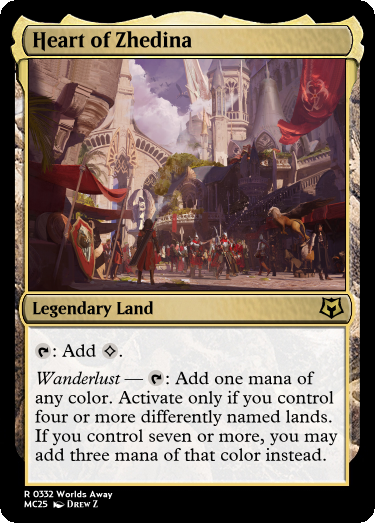 Heart of Zhedina
Legendary Land
: Add .
Wanderlust — : Add one mana of
any color. Activate only if you control
four or more differently named lands.
If you control seven or more, you may
add three mana of that color instead.
R 0332 Worlds Away
MC25 Drew Z